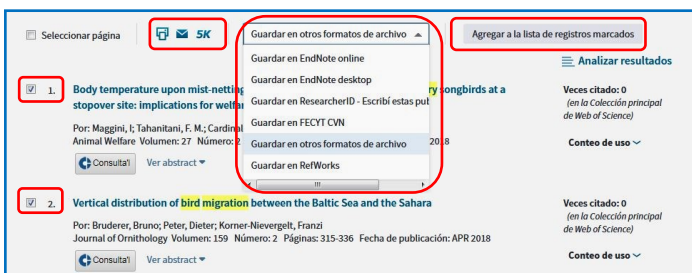 Seleccionar página
5K
Guardar en otros formatos de archivo
Agregar a la lista de registros marcados
Guardar en EndNote online
Guardar en EndNote desktop
Guardar en ResearcherID - Escribí estas pub
Guardar en FECYT CVN
Guardar en otros formatos de archivo
Guardar en RefWorks
Analizar resultados
1.
Body temperature upon mist-netting ry songbirds at a
stopover site: implications for welfar
Por: Maggini, I; Tahanitani, F. M.; Cardinal
Animal Welfare Volumen: 27 Número: 2 2018
Consulta'l
Ver abstract
Veces citado: 0
(en la Colección principal
de Web of Science)
Conteo de uso
2.
Vertical distribution of bird migration between the Baltic Sea and the Sahara
Por: Bruderer, Bruno; Peter, Dieter; Korner-Nievergelt, Franzi
Journal of Ornithology Volumen: 159 Número: 2 Páginas: 315-336 Fecha de publicación: APR 2018
Consulta'l
Ver abstract
Veces citado: 0
(en la Colección principal
de Web of Science)
Conteo de uso